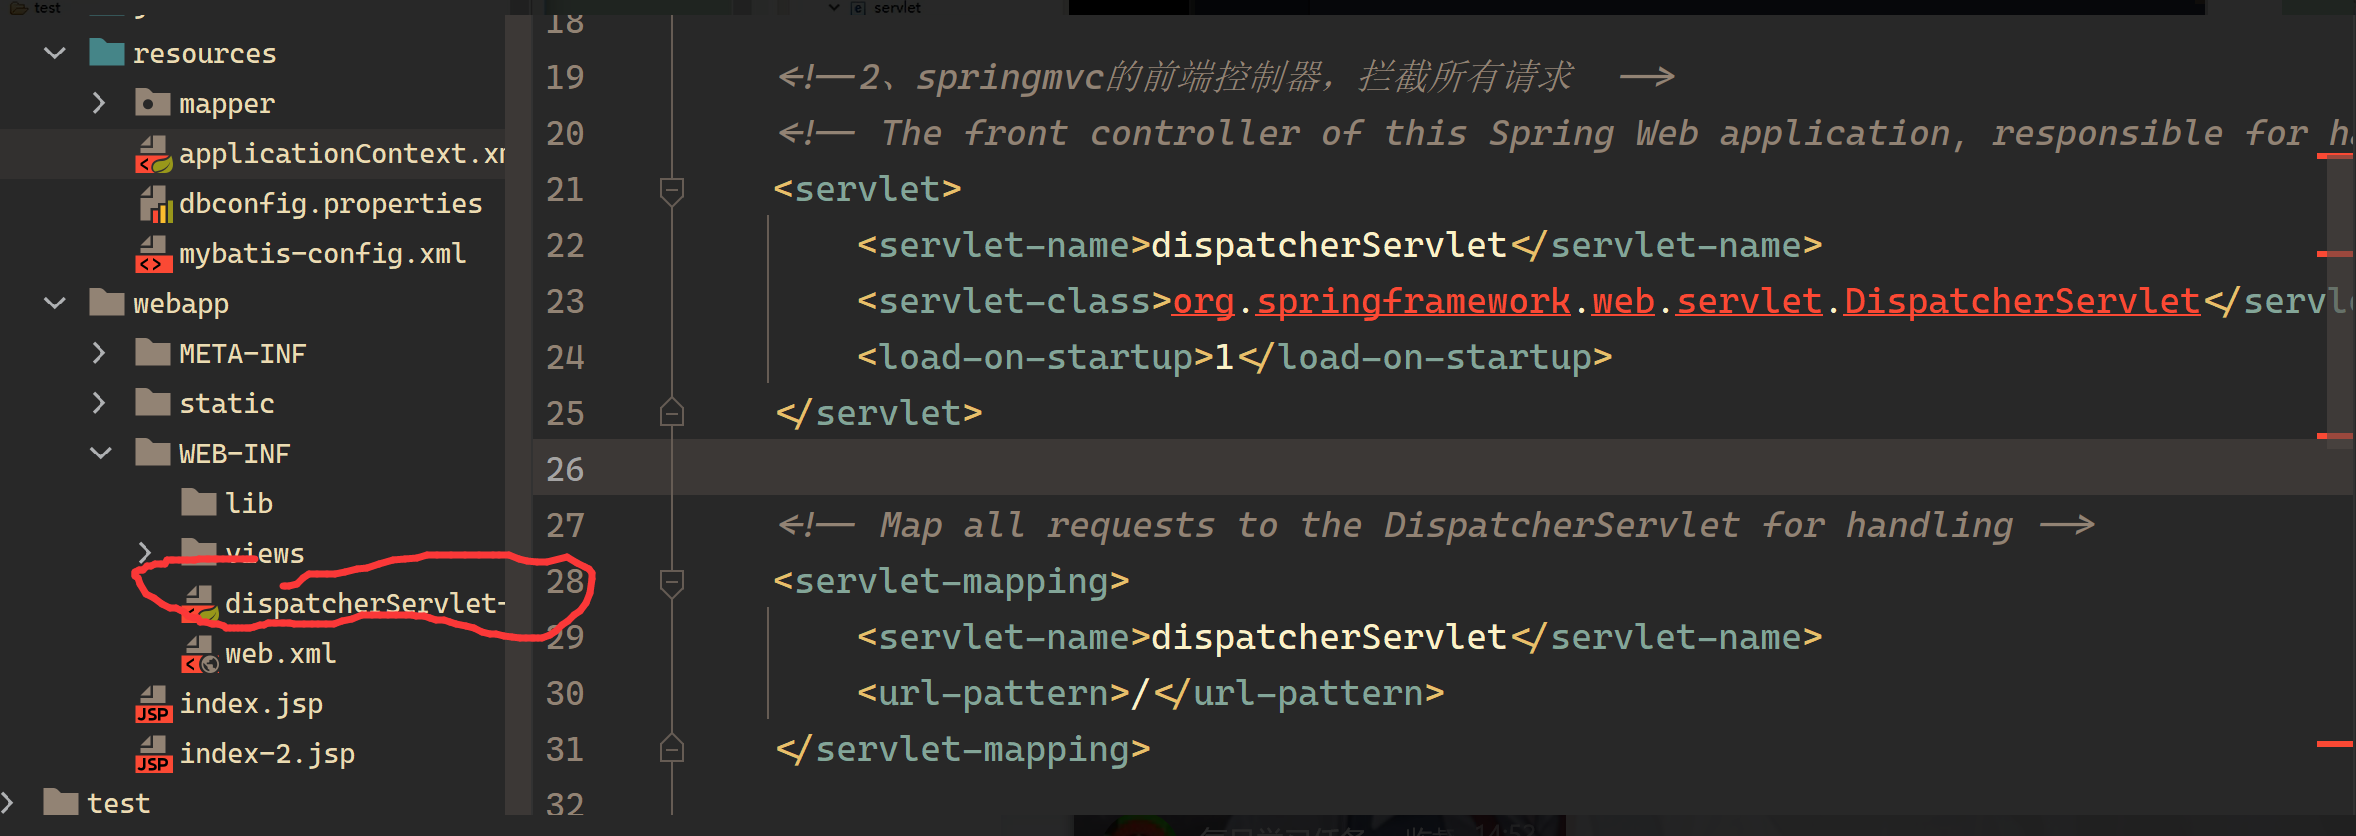 test
servlet
resources
mapper
applicationContext.xm
dbconfig.properties
mybatis-config.xml
webapp
META-INF
static
WEB-INF
lib
views
dispatcherServlet-
web.xml
index.jsp
index-2.jsp
test
18
19 <!-- 2、springmvc的前端控制器，拦截所有请求 -->
20 <!-- The front controller of this Spring Web application, responsible for ha
21 <servlet>
22 <servlet-name>dispatcherServlet</servlet-name>
23 <servlet-class>org.springframework.web.servlet.DispatcherServlet</servle
24 <load-on-startup>1</load-on-startup>
25 </servlet>
26
27 <!-- Map all requests to the DispatcherServlet for handling -->
28 <servlet-mapping>
29 <servlet-name>dispatcherServlet</servlet-name>
30 <url-pattern>/</url-pattern>
31 </servlet-mapping>
32